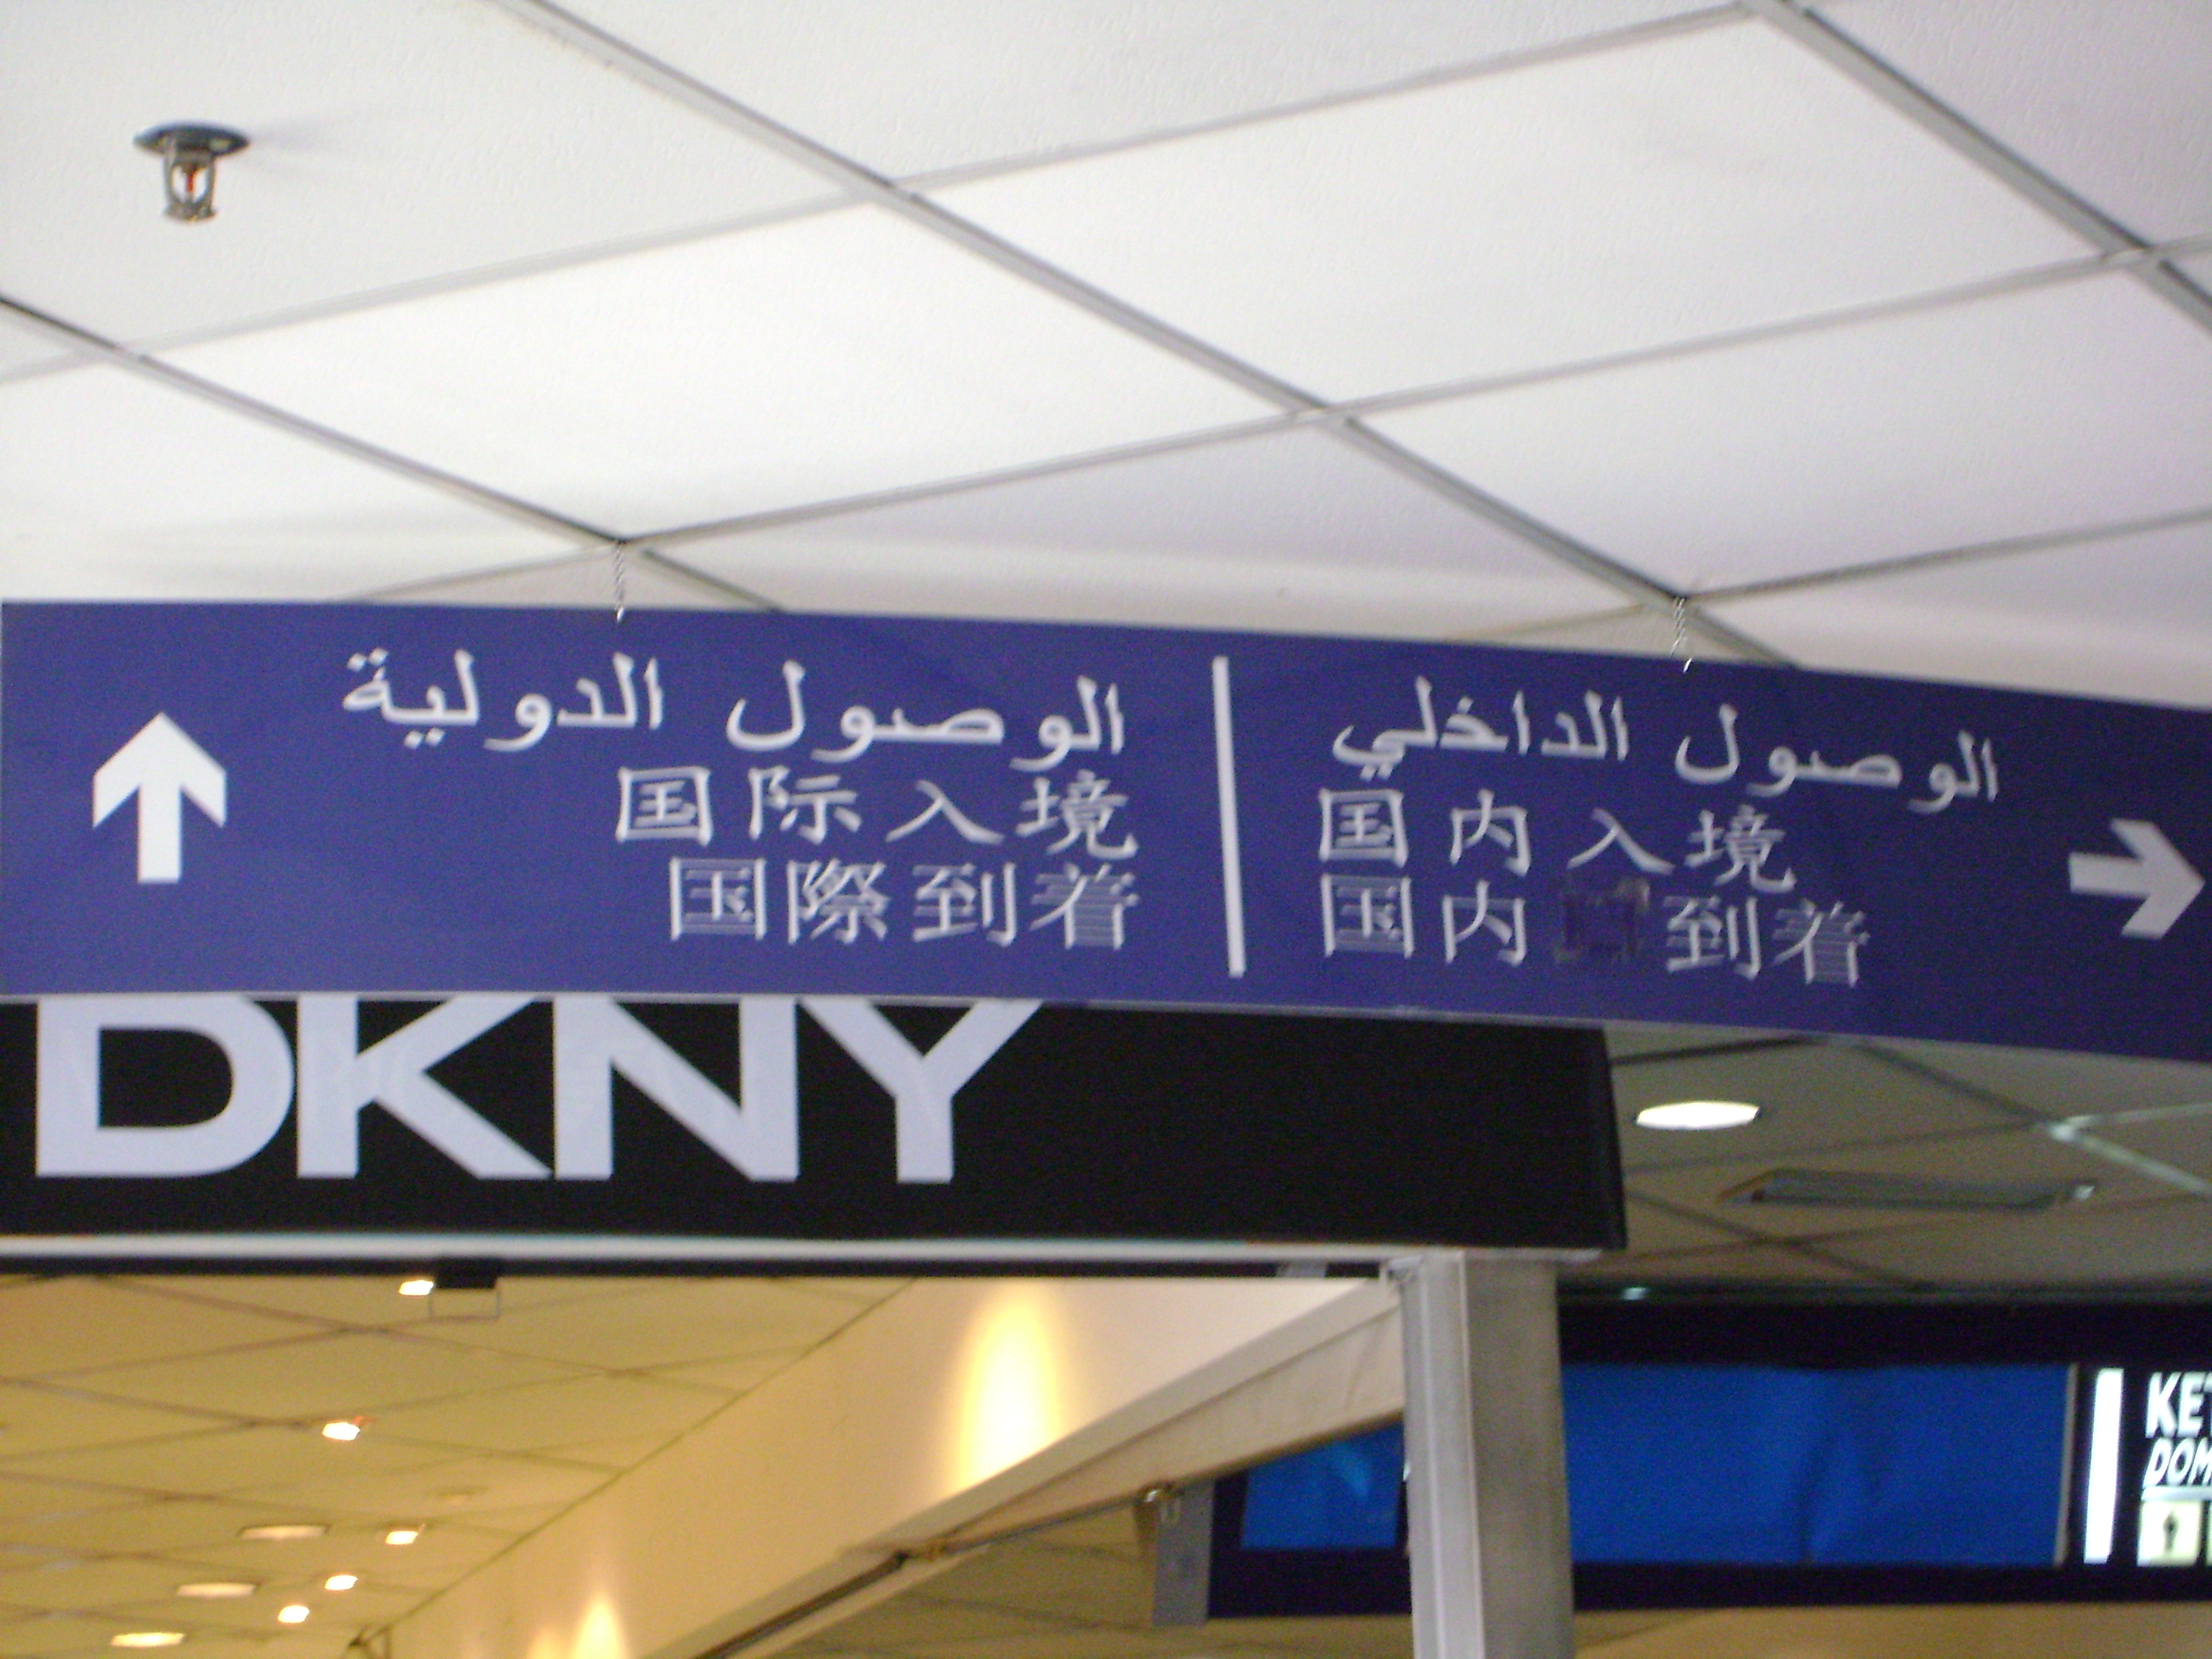 الوصول الدولية
国际入境
国際到着
الوصول الداخلي
国内入境
国内 到着
DKNY